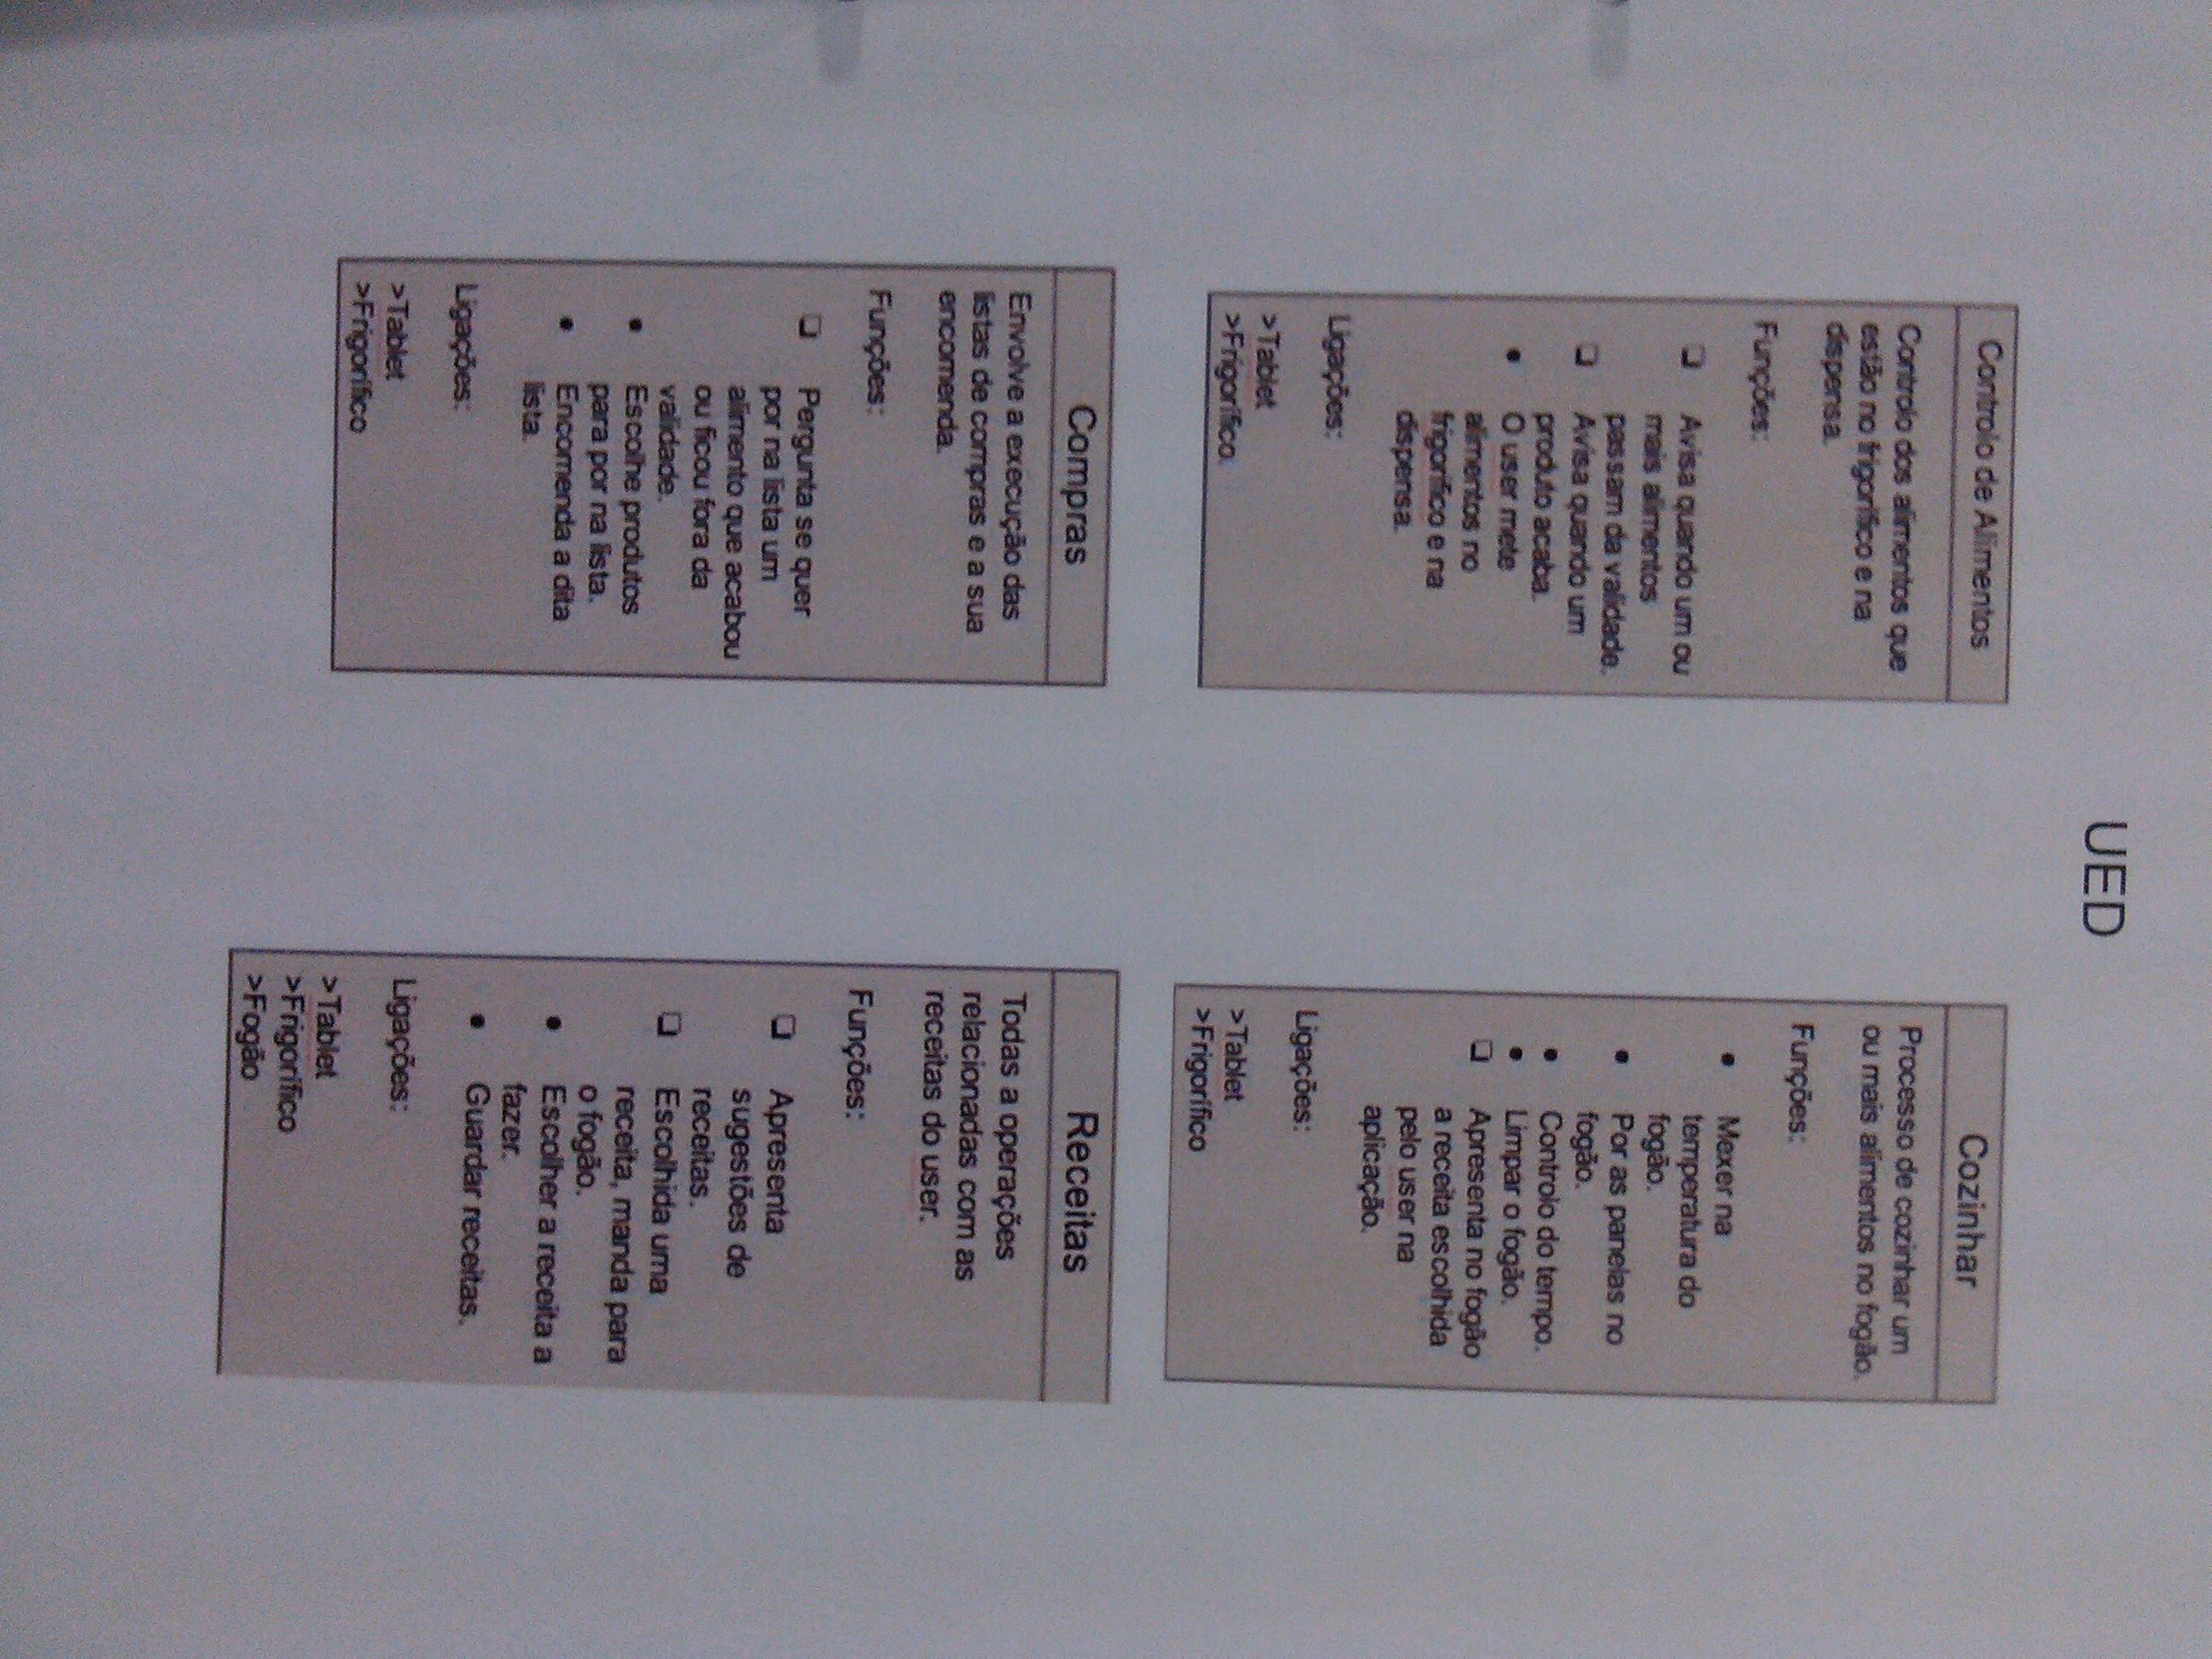 UED
Controlo de Alimentos
Controlo dos alimentos que
estão no frigorífico e na
dispensa.
Funções:
❑ Avisa quando um ou
mais alimentos
passam da validade.
❑ Avisa quando um
produto acaba.
● O user mete
alimentos no
frigorífico e na
dispensa.
Ligações:
>Tablet
>Frigorífico.
Cozinhar
Processo de cozinhar um
ou mais alimentos no fogão.
Funções:
● Mexer na
temperatura do
fogão.
● Por as panelas no
fogão.
● Controlo do tempo.
● Limpar o fogão.
❑ Apresenta no fogão
a receita escolhida
pelo user na
aplicação.
Ligações:
>Tablet
>Frigorífico
Compras
Envolve a execução das
listas de compras e a sua
encomenda.
Funções:
❑ Pergunta se quer
por na lista um
alimento que acabou
ou ficou fora da
validade.
● Escolhe produtos
para por na lista.
● Encomenda a dita
lista.
Ligações:
>Tablet
>Frigorífico
Receitas
Todas a operações
relacionadas com as
receitas do user.
Funções:
❑ Apresenta
sugestões de
receitas.
❑ Escolhida uma
receita, manda para
o fogão.
● Escolher a receita a
fazer.
● Guardar receitas.
Ligações:
>Tablet
>Frigorífico
>Fogão